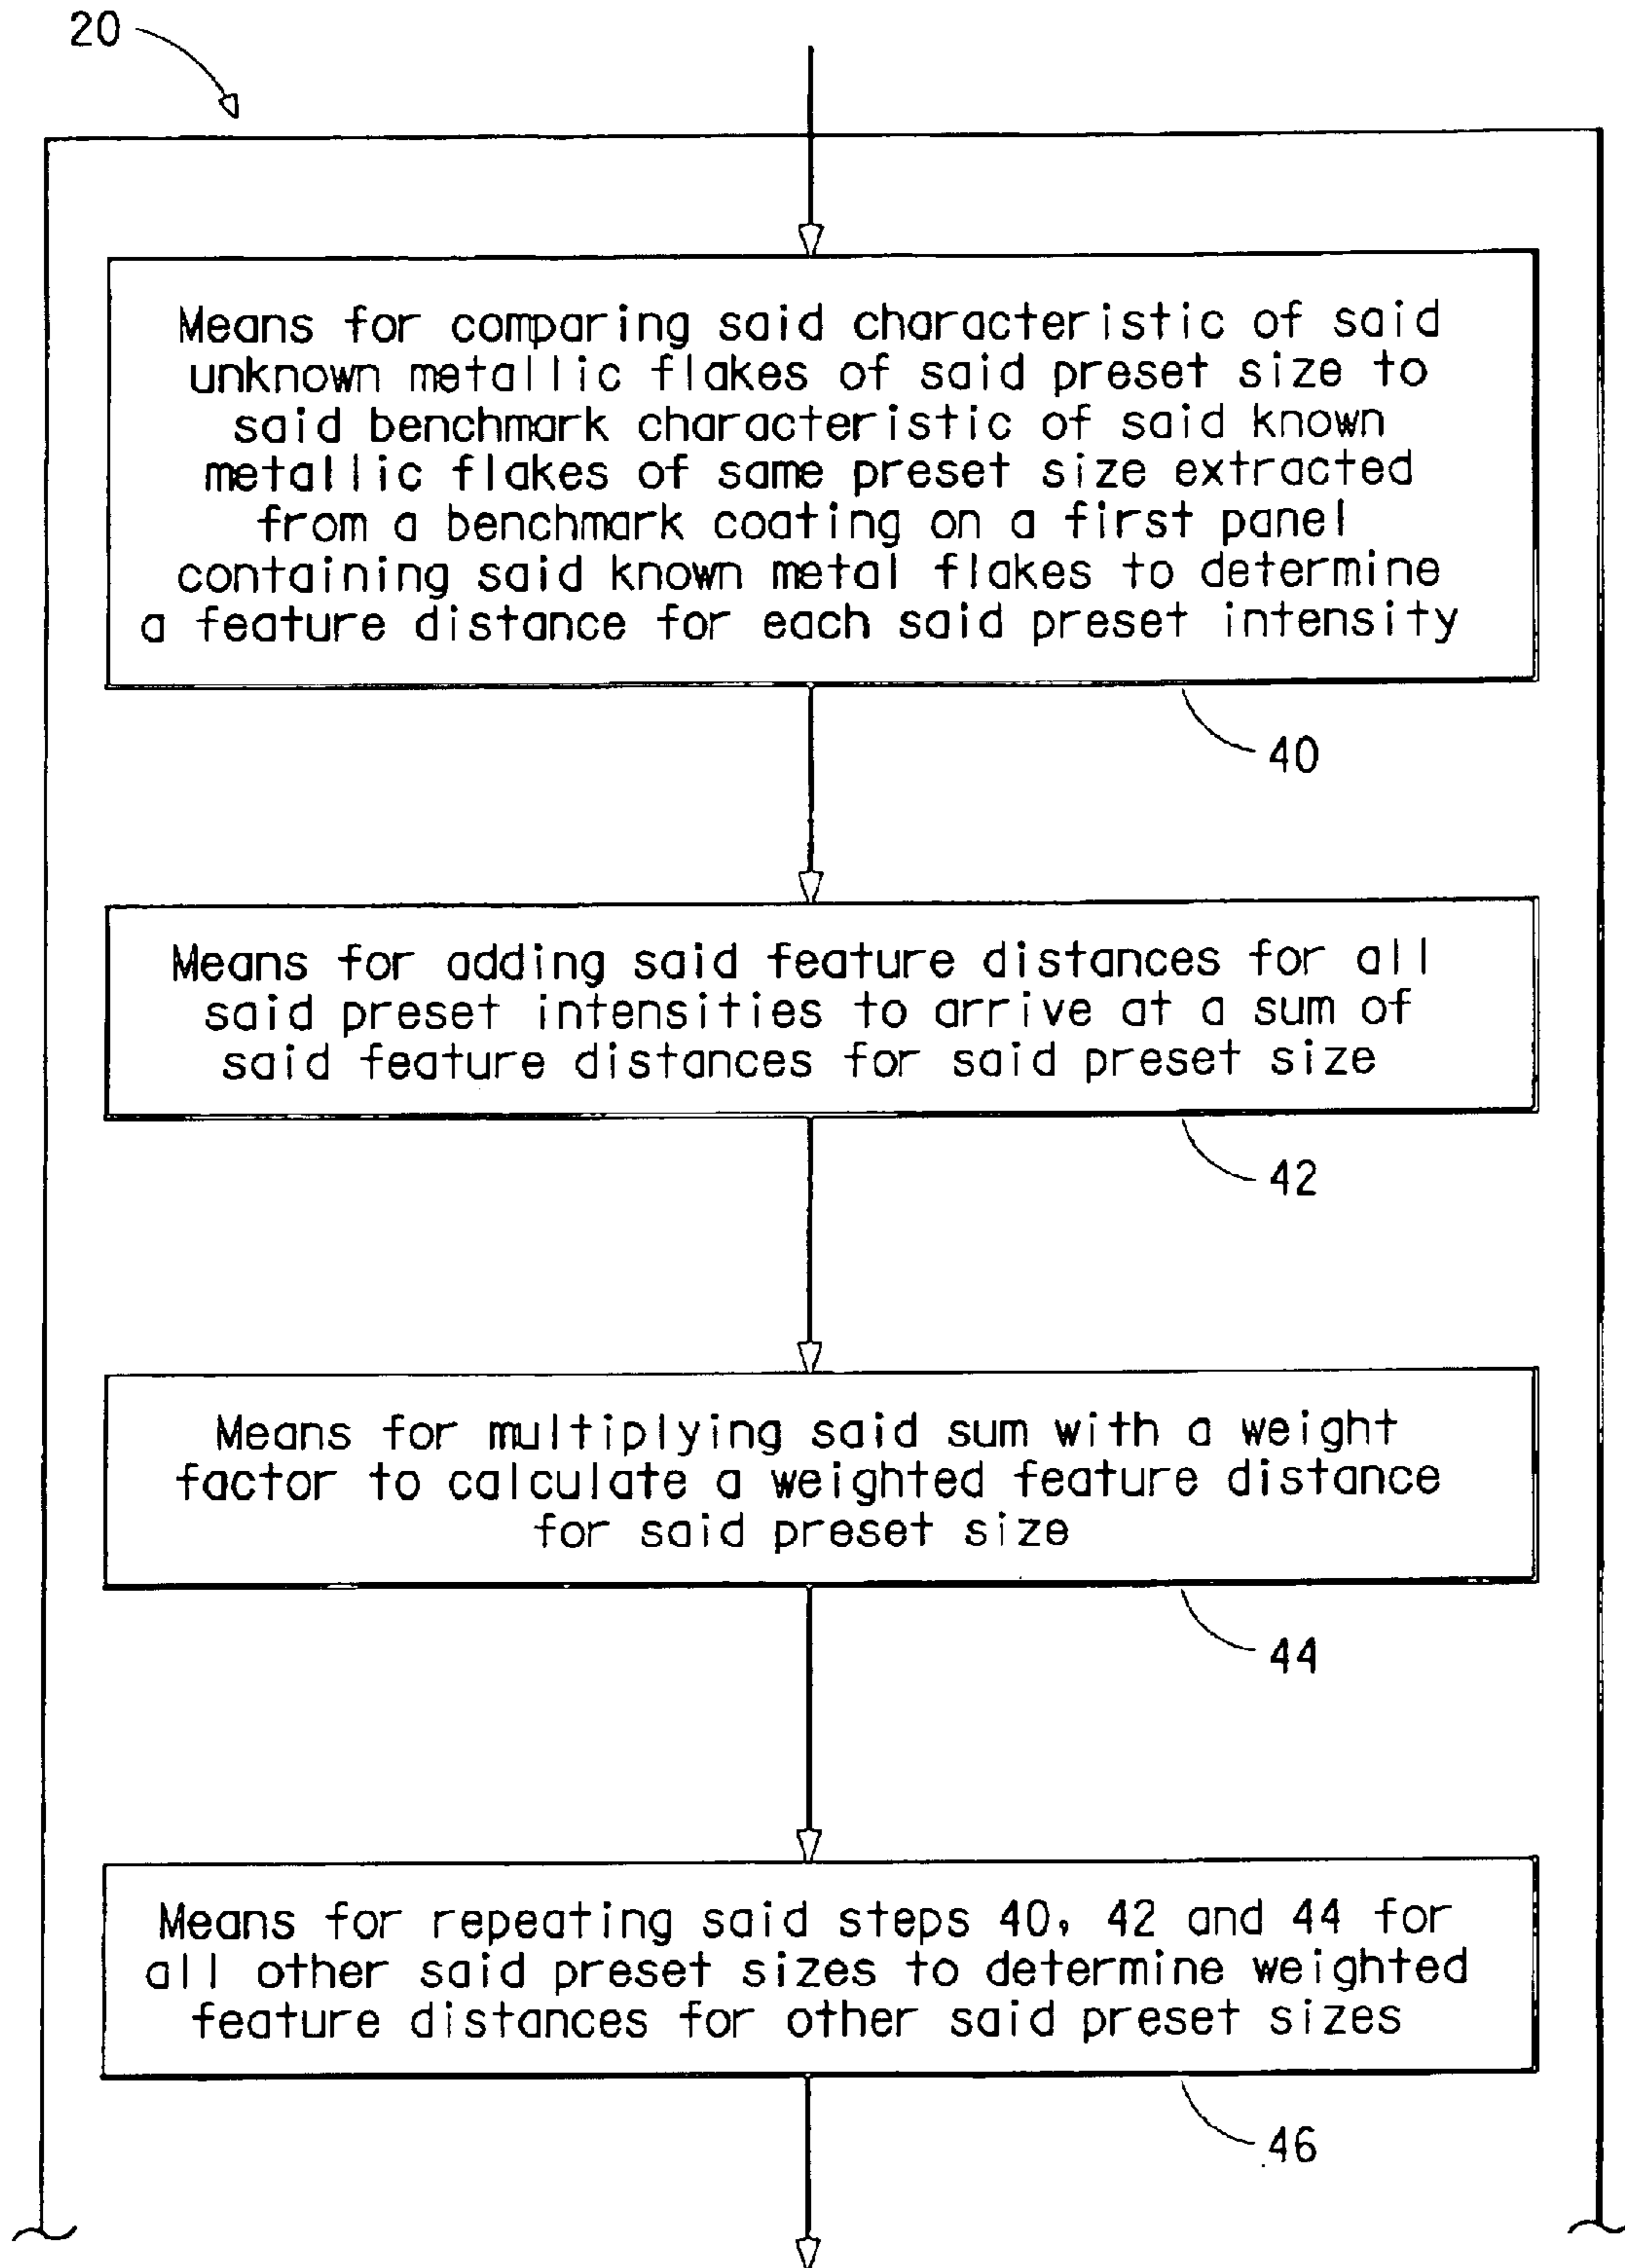 20
Means for comparing said characteristic of said
unknown metallic flakes of said preset size to
said benchmark characteristic of said known
metallic flakes of same preset size extracted
from a benchmark coating on a first panel
containing said known metal flakes to determine
a feature distance for each said preset intensity
40
Means for adding said feature distances for all
said preset intensities to arrive at a sum of
said feature distances for said preset size
42
Means for multiplying said sum with a weight
factor to calculate a weighted feature distance
for said preset size
44
Means for repeating said steps 40, 42 and 44 for
all other said preset sizes to determine weighted
feature distances for other said preset sizes
46